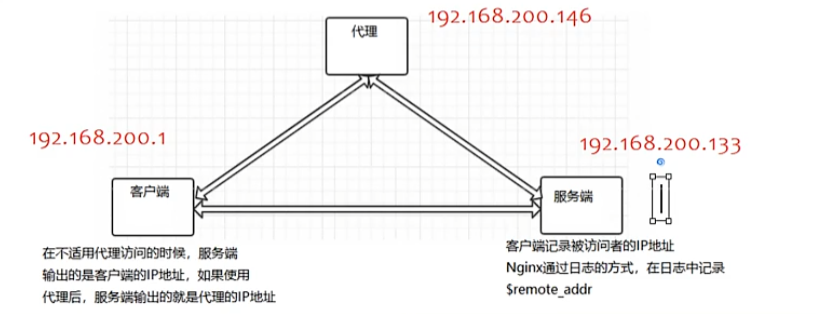 192.168.200.146
代理
192.168.200.1
192.168.200.133
客户端
服务端
在不适用代理访问的时候，服务端
输出的是客户端的IP地址，如果使用
代理后，服务端输出的就是代理的IP地址
客户端记录被访问者的IP地址
Nginx通过日志的方式，在日志中记录
$remote_addr